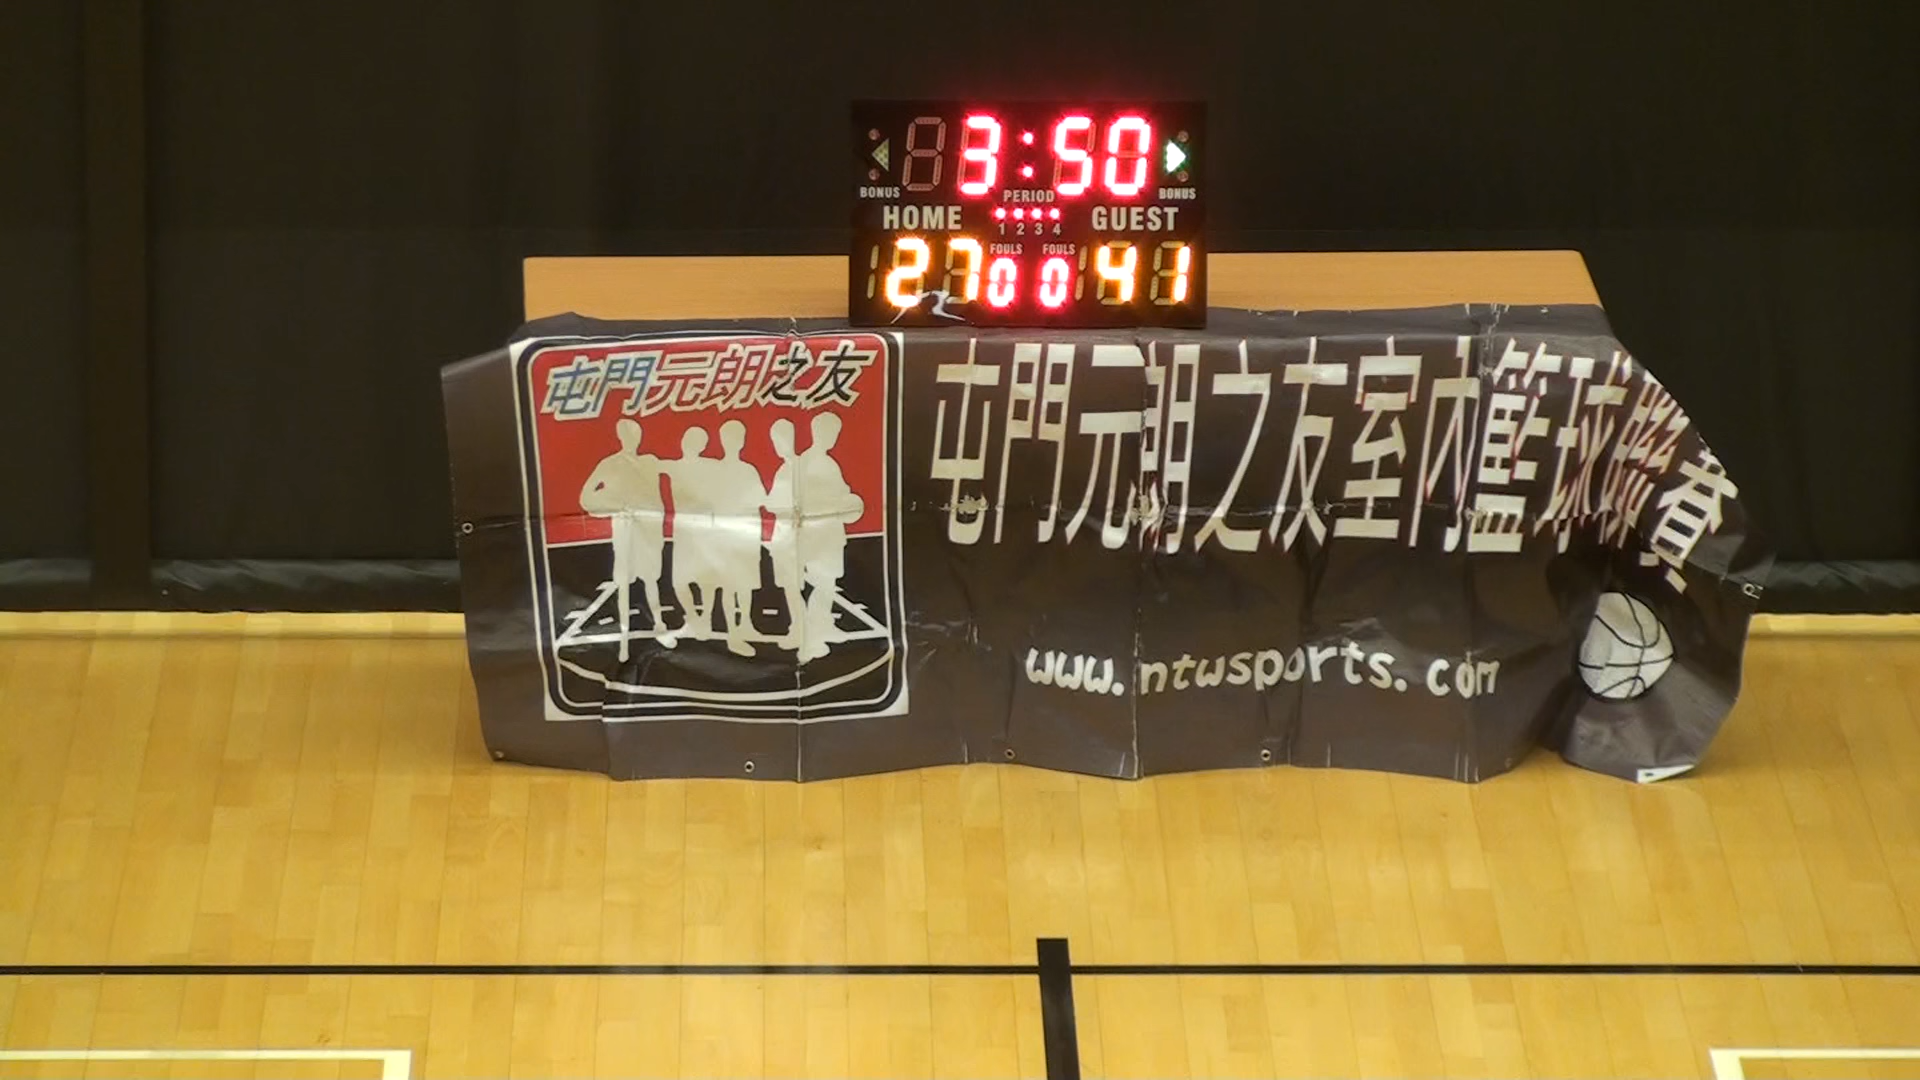 3:50
BONUS PERIOD BONUS
HOME GUEST
1 2 3 4
FOULS FOULS
27 0 0 41
屯門元朗之友
屯門元朗之友室內籃球聯賽
www.ntwsports.com